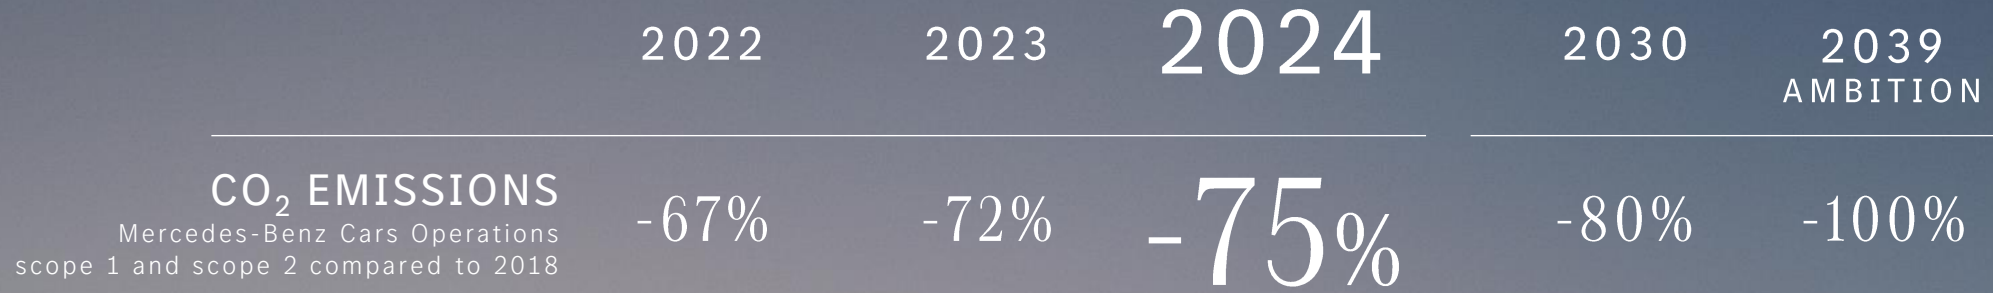 2022 2023 2024 2030 2039
AMBITION
CO₂ EMISSIONS
Mercedes-Benz Cars Operations
scope 1 and scope 2 compared to 2018
-67% -72% -75% -80% -100%